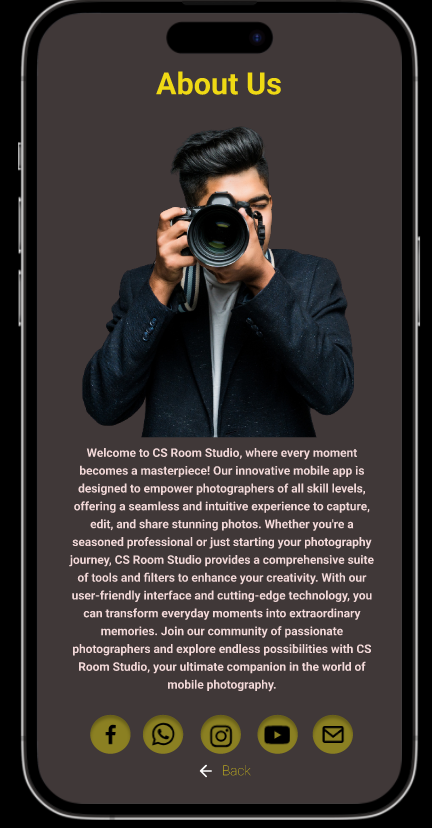 About Us
Welcome to CS Room Studio, where every moment
becomes a masterpiece! Our innovative mobile app is
designed to empower photographers of all skill levels,
offering a seamless and intuitive experience to capture,
edit, and share stunning photos. Whether you're a
seasoned professional or just starting your photography
journey, CS Room Studio provides a comprehensive suite
of tools and filters to enhance your creativity. With our
user-friendly interface and cutting-edge technology, you
can transform everyday moments into extraordinary
memories. Join our community of passionate
photographers and explore endless possibilities with CS
Room Studio, your ultimate companion in the world of
mobile photography.
Back